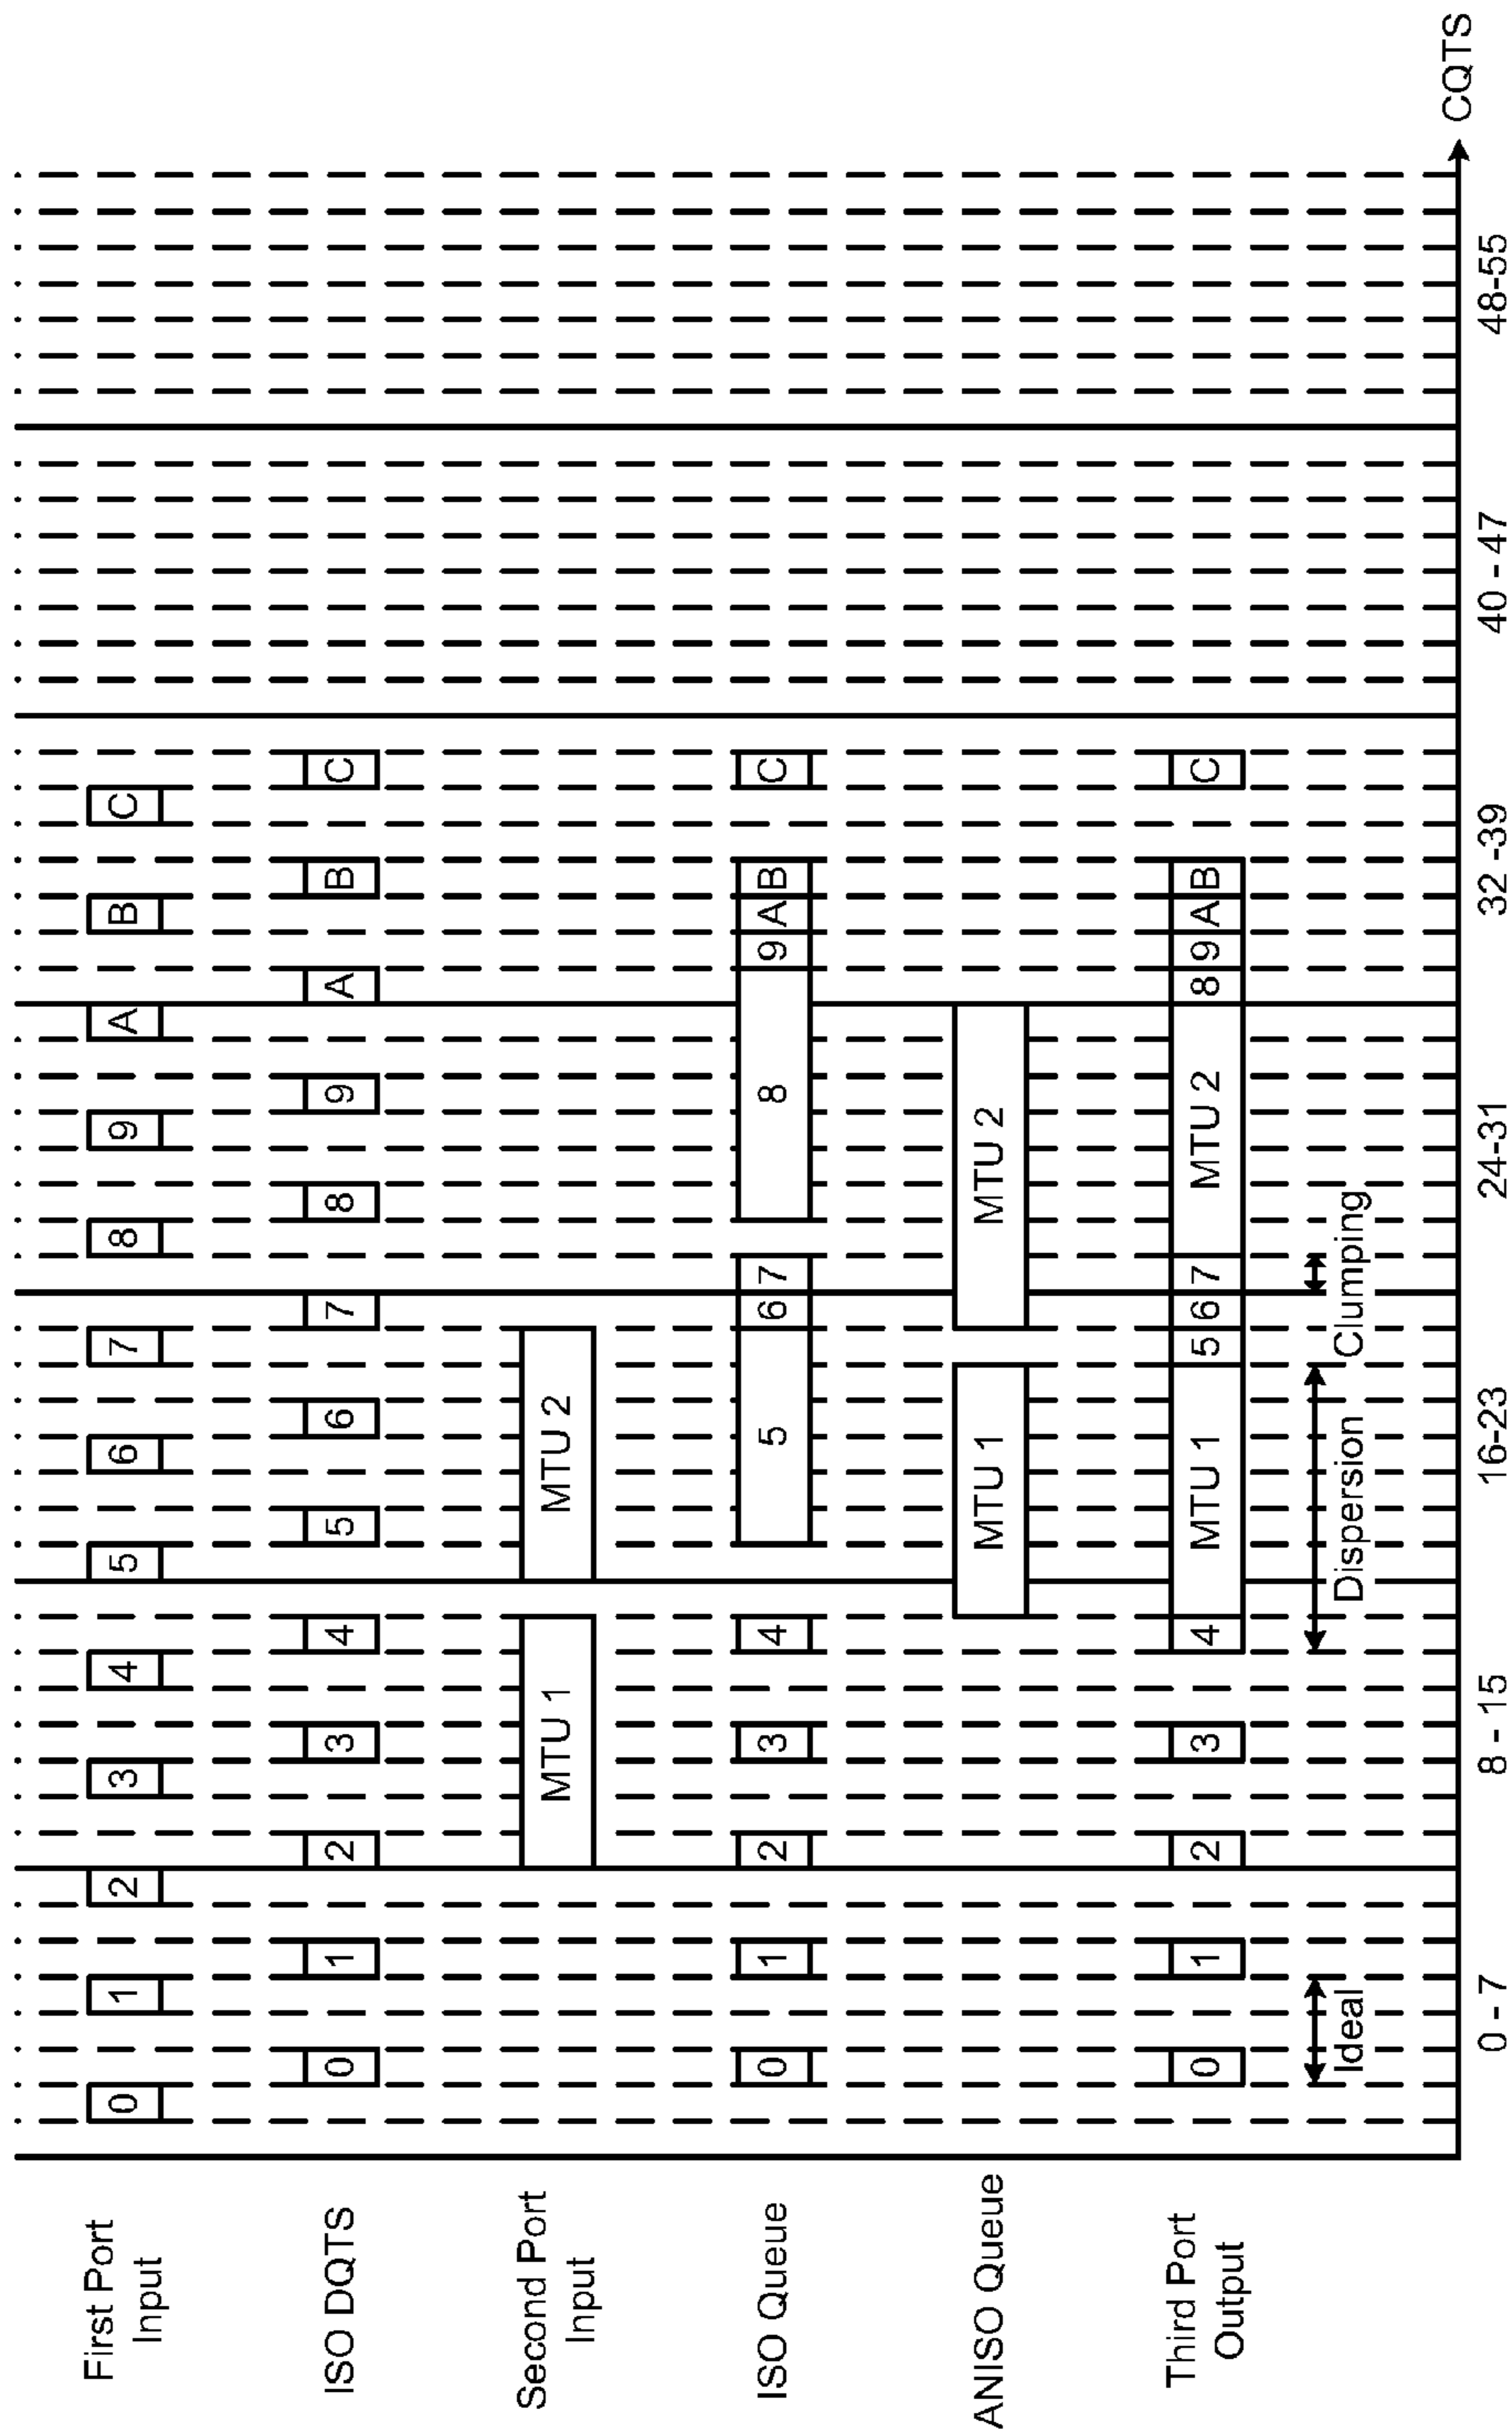 First Port
Input
0 1 2 3 4 5 6 7 8 9 A B C
ISO DQTS
0 1 2 3 4 5 6 7 8 9 A B C
Second Port
Input
MTU 1 MTU 2
ISO Queue
0 1 2 3 4 5 6 7 8 9 A B C
ANISO Queue
MTU 1 MTU 2
Third Port
Output
0 1 2 3 4 MTU 1 5 6 7 MTU 2 8 9 A B C
Ideal Dispersion Clumping
CQTS
0 - 7 8 - 15 16-23 24-31 32 -39 40 - 47 48-55